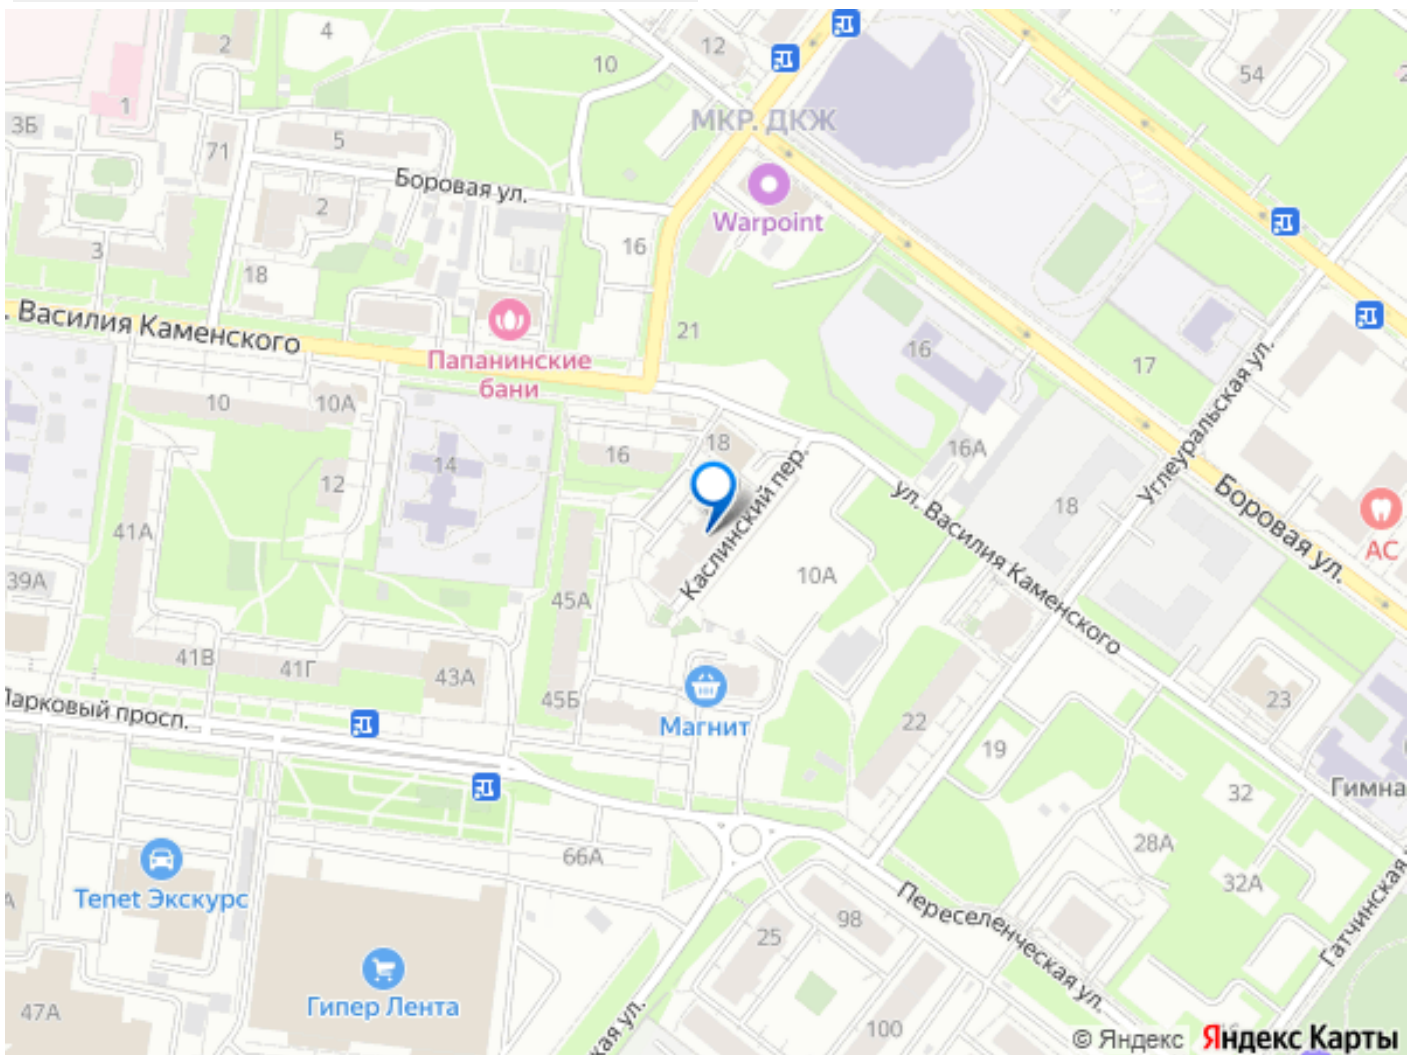 4
2
12
10
54
1
3Б
5
71
МКР. ДКЖ
Боровая ул.
2
Warpoint
3
16
18
. Василия Каменского
21
16
17
Папанинские
бани
10
10А
18
16А
Углеуральская ул.
16
14
12
Каслинский пер.
ул. Василия Каменского
18
Боровая ул.
41А
АС
39А
45А
10А
41В
41Г
43А
45Б
Парковый просп.
Магнит
22
23
19
32
Гимна
66А
28А
32А
Tenet Экскурс
Переселенческая ул.
Гатчинская
98
25
Гипер Лента
47А
100
кая ул.
© Яндекс Яндекс Карты